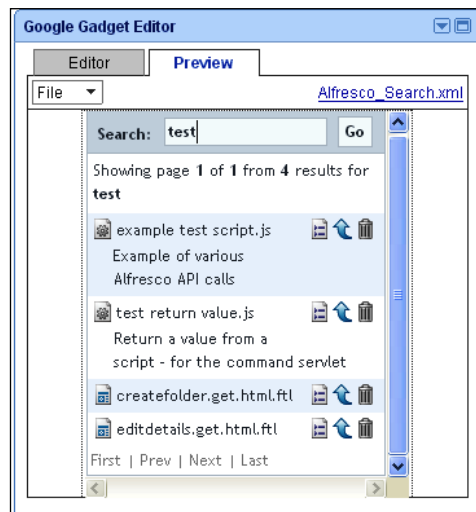 Google Gadget Editor
Editor
Preview
File
Alfresco_Search.xml
Search: test Go
Showing page 1 of 1 from 4 results for
test
example test script.js
Example of various
Alfresco API calls
test return value.js
Return a value from a
script - for the command servlet
createfolder.get.html.ftl
editdetails.get.html.ftl
First | Prev | Next | Last